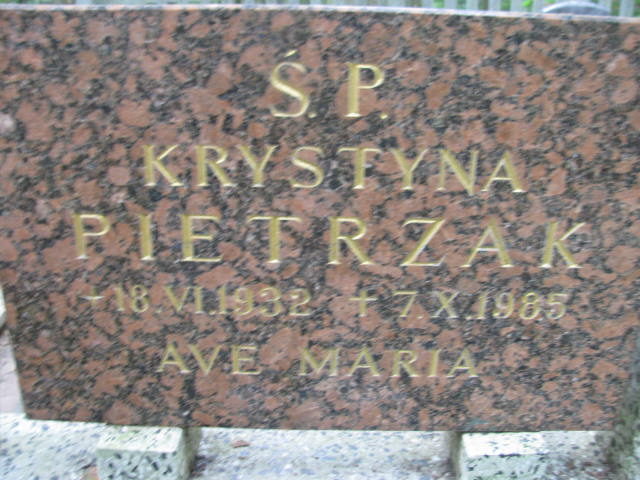 Ś. P.
KRYSTYNA
PIETRZAK
+ 18.VI.1932 + 7.X.1985
AVE MARIA